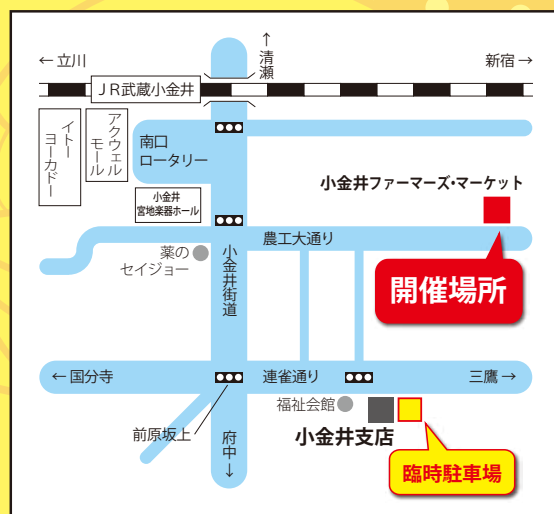 ← 立川
↑清瀬
新宿 →
JR武蔵小金井
イトーヨーカドー
アクウェルモール
南口
ロータリー
小金井ファーマーズ・マーケット
小金井
宮地楽器ホール
農工大通り
薬の
セイジョー
小金井街道
開催場所
← 国分寺
連雀通り
三鷹 →
福祉会館
前原坂上
小金井支店
府中↓
臨時駐車場